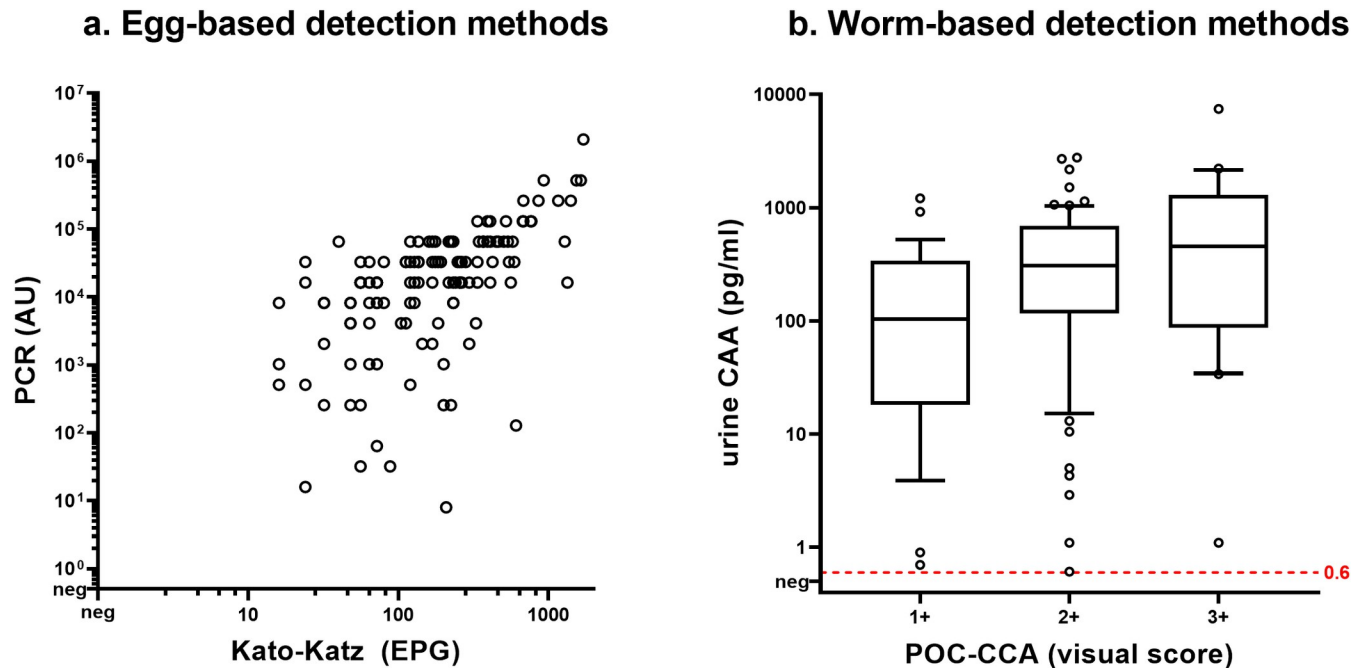 a. Egg-based detection methods
10⁷
10⁶
10⁵
10⁴
10³
10²
10¹
10⁰
neg
PCR (AU)
neg
10
100
1000
Kato-Katz (EPG)
b. Worm-based detection methods
10000
1000
100
10
1
neg
urine CAA (pg/ml)
0.6
1+
2+
3+
POC-CCA (visual score)